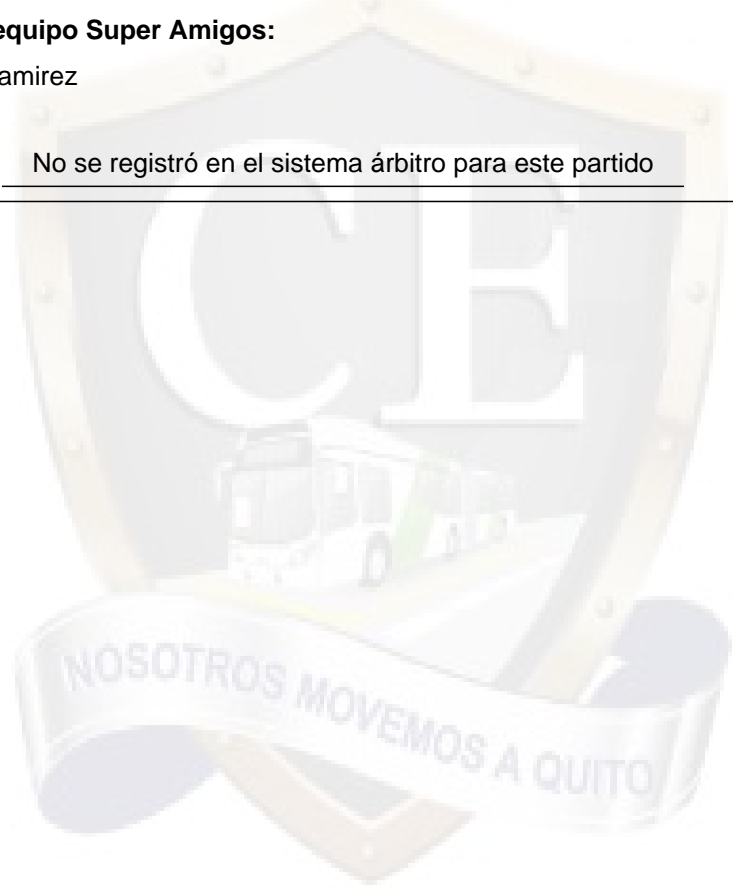 equipo Super Amigos:
amirez
No se registró en el sistema árbitro para este partido
CE
NOSOTROS MOVEMOS A QUITO